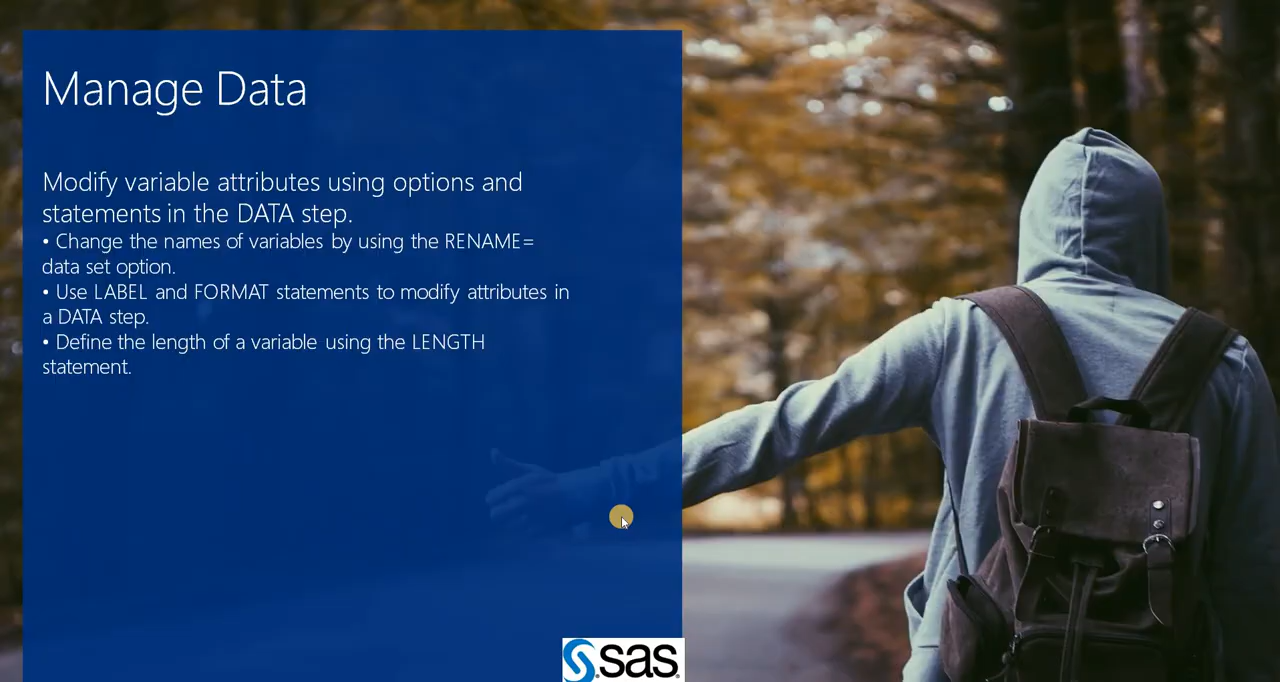 Manage Data
Modify variable attributes using options and
statements in the DATA step.
• Change the names of variables by using the RENAME=
data set option.
• Use LABEL and FORMAT statements to modify attributes in
a DATA step.
• Define the length of a variable using the LENGTH
statement.
sas